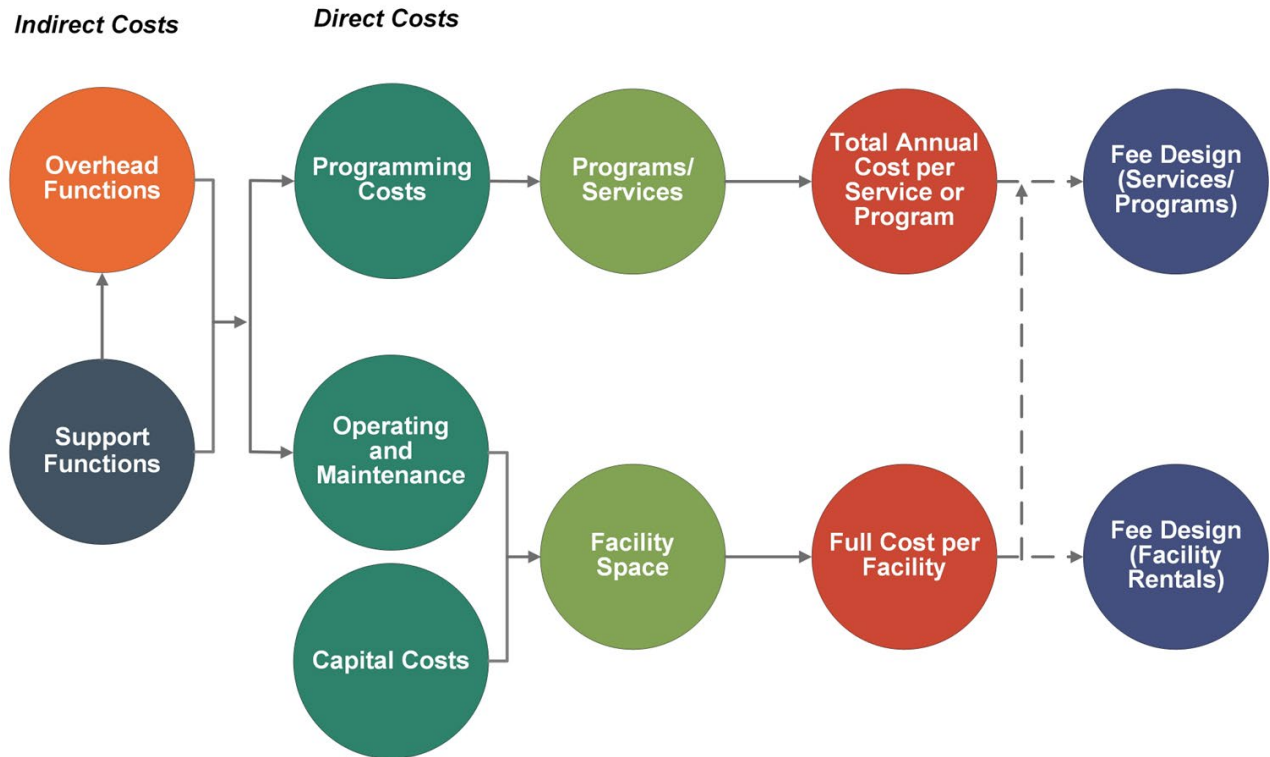 Indirect Costs
Direct Costs
Overhead
Functions
Programming
Costs
Programs/
Services
Total Annual
Cost per
Service or
Program
Fee Design
(Services/
Programs)
Support
Functions
Operating
and
Maintenance
Capital Costs
Facility
Space
Full Cost per
Facility
Fee Design
(Facility
Rentals)